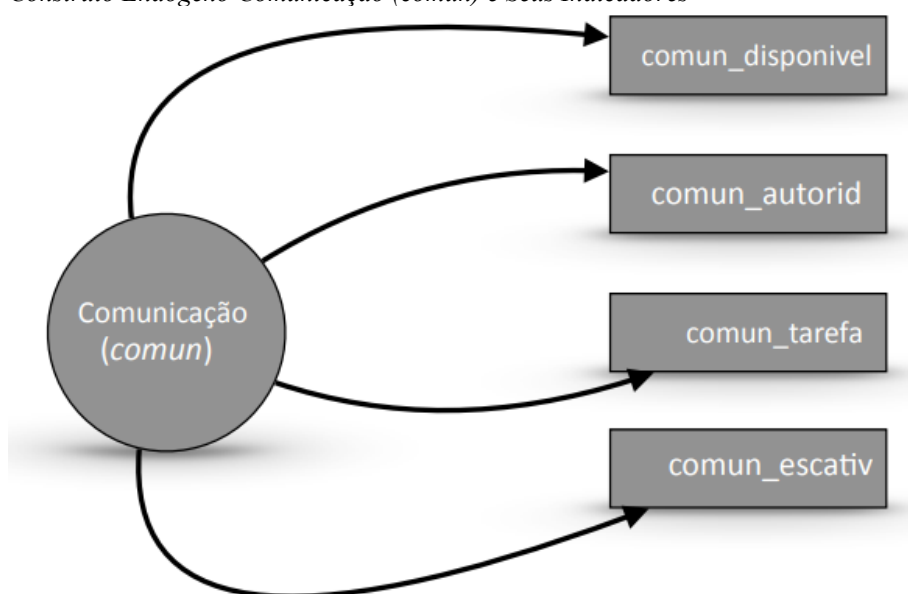 Construto Endógeno Comunicação (comun) e Seus Indicadores
comun_disponivel
comun_autorid
Comunicação
(comun)
comun_tarefa
comun_escativ